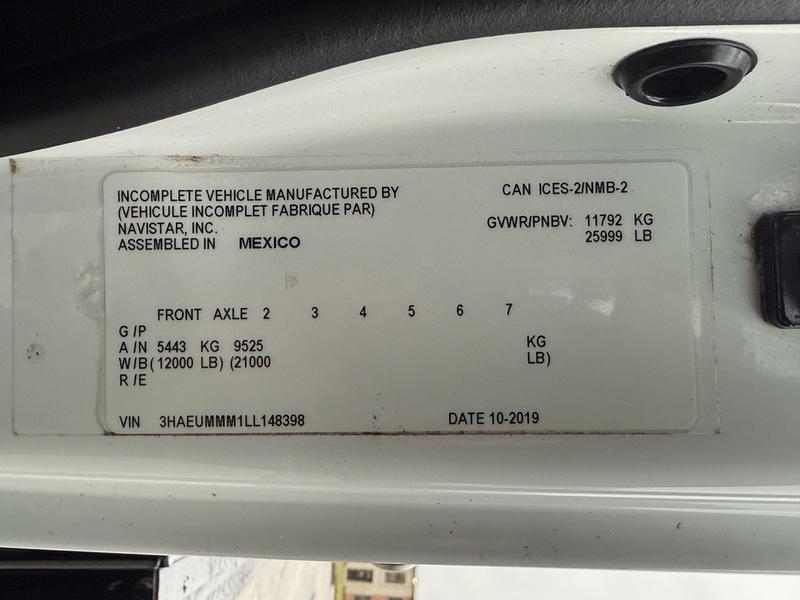 INCOMPLETE VEHICLE MANUFACTURED BY
(VEHICULE INCOMPLET FABRIQUE PAR)
NAVISTAR, INC.
ASSEMBLED IN MEXICO
CAN ICES-2/NMB-2
GVWR/PNBV: 11792 KG
25999 LB
FRONT AXLE 2 3 4 5 6 7
G /P
A /N 5443 KG 9525 KG
W/B( 12000 LB) (21000 LB)
R /E
VIN 3HAEUMMM1LL148398 DATE 10-2019